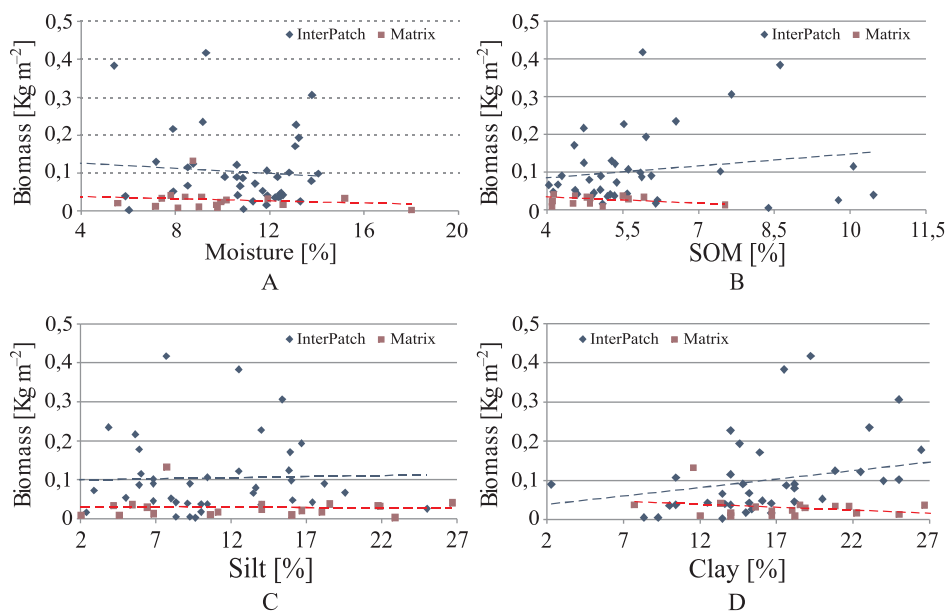 0,5
0,4
0,3
0,2
0,1
0
Biomass [Kg m⁻²]
InterPatch Matrix
4 8 12 16 20
Moisture [%]
A
0,5
0,4
0,3
0,2
0,1
0
Biomass [Kg m⁻²]
InterPatch Matrix
4 5,5 7 8,5 10 11,5
SOM [%]
B
0,5
0,4
0,3
0,2
0,1
0
Biomass [Kg m⁻²]
InterPatch Matrix
2 7 12 17 22 27
Silt [%]
C
0,5
0,4
0,3
0,2
0,1
0
Biomass [Kg m⁻²]
InterPatch Matrix
2 7 12 17 22 27
Clay [%]
D